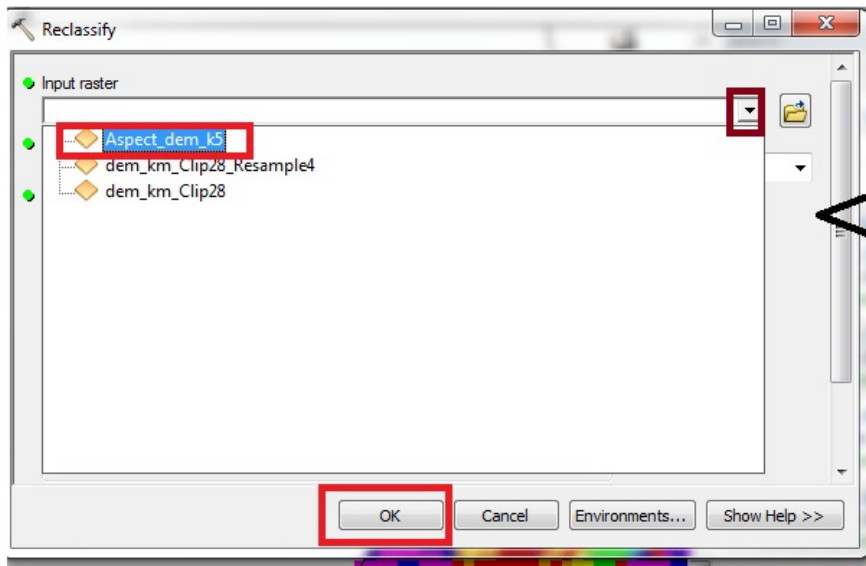 Reclassify
Input raster
Aspect_dem_k5
dem_km_Clip28_Resample4
dem_km_Clip28
OK Cancel Environments... Show Help >>